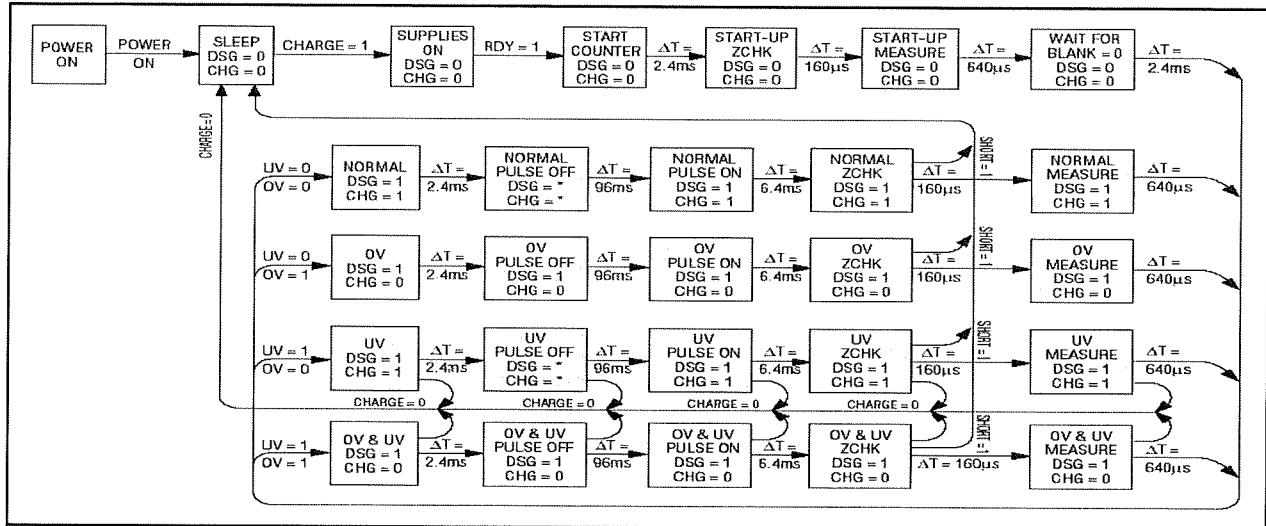 POWER
ON
POWER
ON
SLEEP
DSG = 0
CHG = 0
CHARGE = 1
SUPPLIES
ON
DSG = 0
CHG = 0
RDY = 1
START
COUNTER
DSG = 0
CHG = 0
ΔT =
2.4ms
START-UP
ZCHK
DSG = 0
CHG = 0
ΔT =
160µs
START-UP
MEASURE
DSG = 0
CHG = 0
ΔT =
640µs
WAIT FOR
BLANK = 0
DSG = 0
CHG = 0
ΔT =
2.4ms
CHARGE=0
UV = 0
OV = 0
NORMAL
DSG = 1
CHG = 1
ΔT =
2.4ms
NORMAL
PULSE OFF
DSG = *
CHG = *
ΔT =
96ms
NORMAL
PULSE ON
DSG = 1
CHG = 1
ΔT =
6.4ms
NORMAL
ZCHK
DSG = 1
CHG = 1
SHORT = 1
ΔT =
160µs
NORMAL
MEASURE
DSG = 1
CHG = 1
ΔT =
640µs
UV = 0
OV = 1
OV
DSG = 1
CHG = 0
ΔT =
2.4ms
OV
PULSE OFF
DSG = 1
CHG = 0
ΔT =
96ms
OV
PULSE ON
DSG = 1
CHG = 0
ΔT =
6.4ms
OV
ZCHK
DSG = 1
CHG = 0
SHORT = 1
ΔT =
160µs
OV
MEASURE
DSG = 1
CHG = 0
ΔT =
640µs
UV = 1
OV = 0
UV
DSG = 1
CHG = 1
ΔT =
2.4ms
UV
PULSE OFF
DSG = *
CHG = *
ΔT =
96ms
UV
PULSE ON
DSG = 1
CHG = 1
ΔT =
6.4ms
UV
ZCHK
DSG = 1
CHG = 1
SHORT = 1
ΔT =
160µs
UV
MEASURE
DSG = 1
CHG = 1
ΔT =
640µs
CHARGE = 0
CHARGE = 0
CHARGE = 0
CHARGE = 0
UV = 1
OV = 1
OV & UV
DSG = 1
CHG = 0
ΔT =
2.4ms
OV & UV
PULSE OFF
DSG = 1
CHG = 0
ΔT =
96ms
OV & UV
PULSE ON
DSG = 1
CHG = 0
ΔT =
6.4ms
OV & UV
ZCHK
DSG = 1
CHG = 0
SHORT = 1
ΔT = 160µs
OV & UV
MEASURE
DSG = 1
CHG = 0
ΔT =
640µs